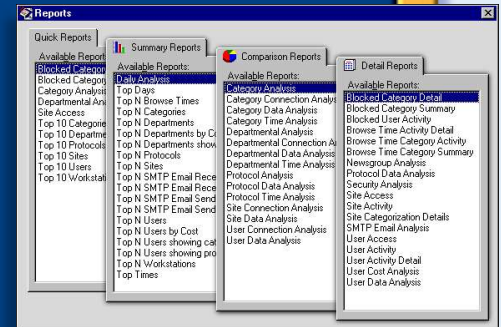 Reports
Quick Reports
Available Report
Blocked Categor
Blocked Category
Category Analysis
Departmental An
Site Access
Top 10 Categorie
Top 10 Departme
Top 10 Protocols
Top 10 Sites
Top 10 Users
Top 10 Workstati
Summary Reports
Available Reports:
Daily Analysis
Top Days
Top N Browse Times
Top N Categories
Top N Departments
Top N Departments by Co
Top N Departments show
Top N Protocols
Top N Sites
Top N SMTP Email Rece
Top N SMTP Email Rece
Top N SMTP Email Send
Top N SMTP Email Send
Top N Users
Top N Users by Cost
Top N Users showing cat
Top N Users showing pro
Top N Workstations
Top Times
Comparison Reports
Available Reports:
Category Analysis
Category Connection Analys
Category Data Analysis
Category Time Analysis
Departmental Analysis
Departmental Connection A
Departmental Data Analysis
Departmental Time Analysis
Protocol Analysis
Protocol Data Analysis
Protocol Time Analysis
Site Connection Analysis
Site Data Analysis
User Connection Analysis
User Data Analysis
Detail Reports
Available Reports:
Blocked Category Detail
Blocked Category Summary
Blocked User Activity
Browse Time Activity Detail
Browse Time Category Activity
Browse Time Category Summary
Newsgroup Analysis
Protocol Data Analysis
Security Analysis
Site Access
Site Activity
Site Categorization Details
SMTP Email Analysis
User Access
User Activity
User Activity Detail
User Cost Analysis
User Data Analysis